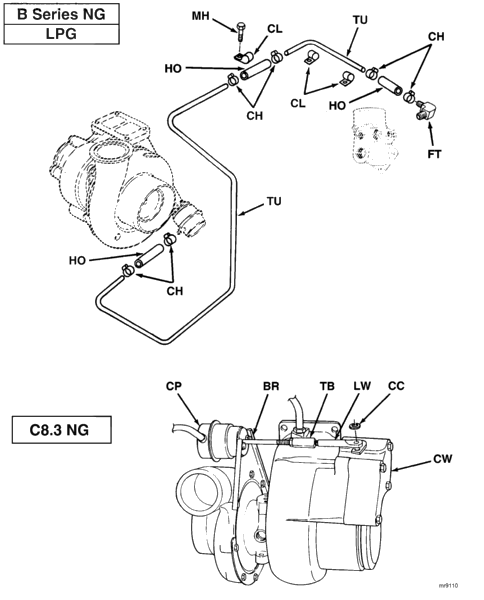 B Series NG
LPG
MH
CL
TU
CH
HO
CH
CL
HO
FT
TU
HO
CH
CP
BR
TB
LW
CC
C8.3 NG
CW
mr9110